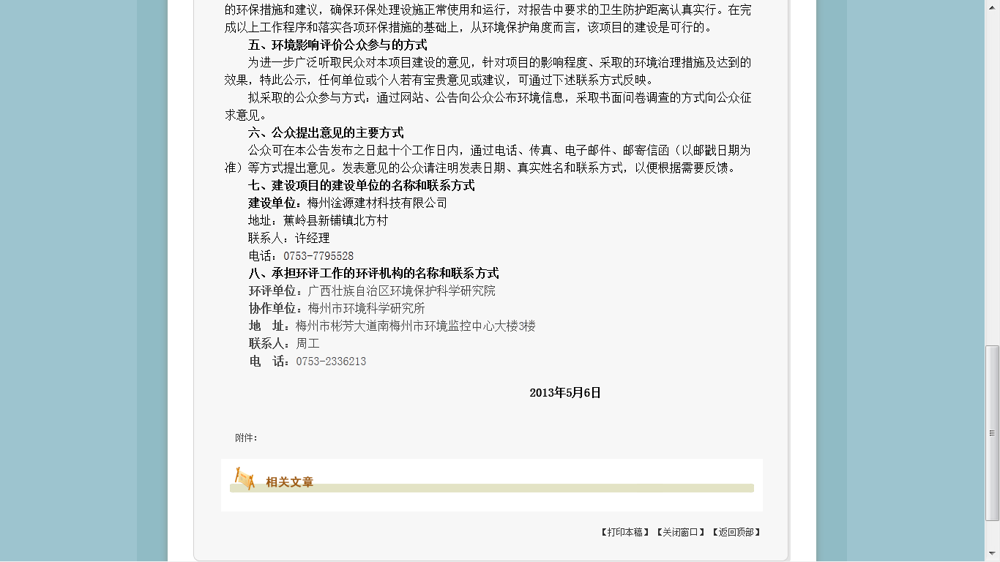 的环保措施和建议，确保环保处理设施正常使用和运行，对报告中要求的卫生防护距离认真实行。在完
成以上工作程序和落实各项环保措施的基础上，从环境保护角度而言，该项目的建设是可行的。
五、环境影响评价公众参与的方式
为进一步广泛听取民众对本项目建设的意见，针对项目的影响程度、采取的环境治理措施及达到的
效果，特此公示，任何单位或个人若有宝贵意见或建议，可通过下述联系方式反映。
拟采取的公众参与方式：通过网站、公告向公众公布环境信息，采取书面问卷调查的方式向公众征
求意见。
六、公众提出意见的主要方式
公众可在本公告发布之日起十个工作日内，通过电话、传真、电子邮件、邮寄信函（以邮戳日期为
准）等方式提出意见。发表意见的公众请注明发表日期、真实姓名和联系方式，以便根据需要反馈。
七、建设项目的建设单位的名称和联系方式
建设单位：梅州淦源建材科技有限公司
地址：蕉岭县新铺镇北方村
联系人：许经理
电话：0753-7795528
八、承担环评工作的环评机构的名称和联系方式
环评单位：广西壮族自治区环境保护科学研究院
协作单位：梅州市环境科学研究所
地　址：梅州市彬芳大道南梅州市环境监控中心大楼3楼
联系人：周工
电　话：0753-2336213
2013年5月6日
附件：
相关文章
【打印本稿】【关闭窗口】【返回顶部】